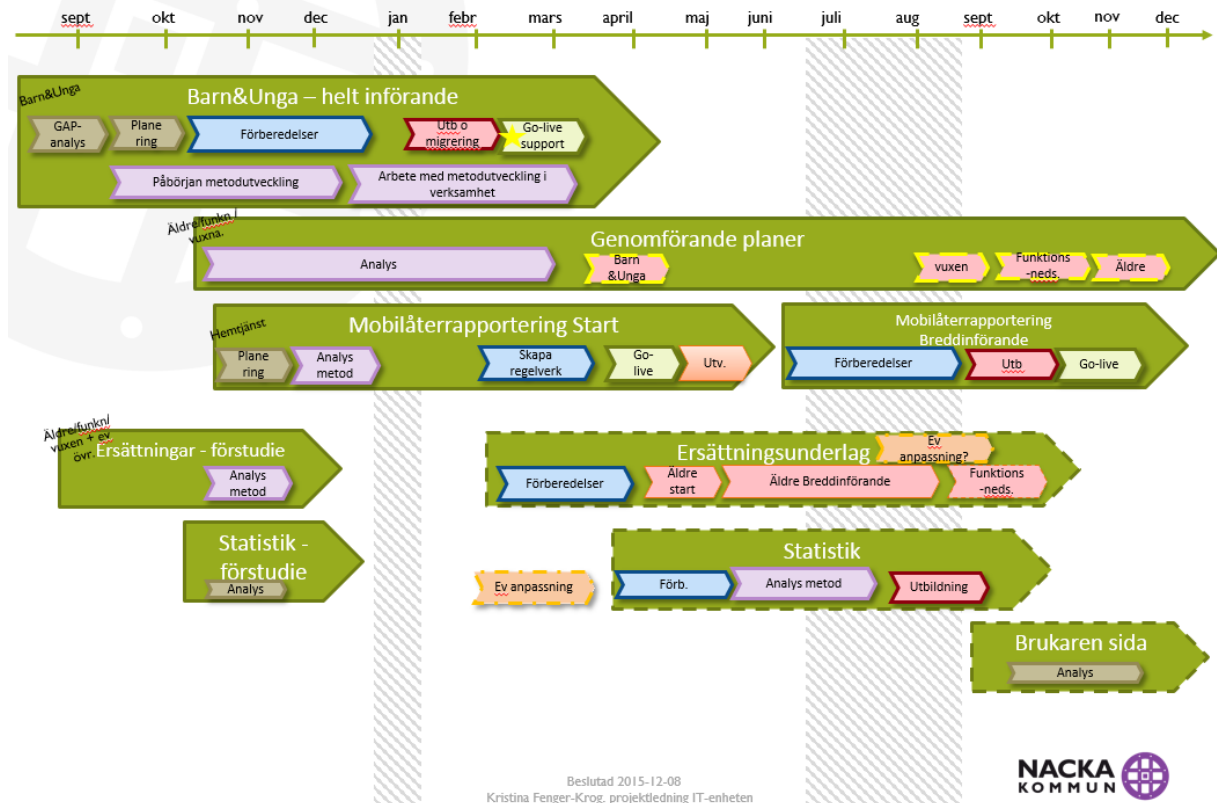 sept okt nov dec jan febr mars april maj juni juli aug sept okt nov dec
Barn&Unga
Barn&Unga – helt införande
GAP-
analys
Plane
ring
Förberedelser
Utb o
migrering
Go-live
support
Påbörjan metodutveckling
Arbete med metodutveckling i
verksamhet
Äldre/funkn /
vuxna.
Genomförande planer
Analys
Barn
&Unga
vuxen
Funktions
-neds.
Äldre
Hemtjänst
Mobilåterrapportering Start
Plane
ring
Analys
metod
Skapa
regelverk
Go-
live
Utv.
Mobilåterrapportering
Breddinförande
Förberedelser
Utb
Go-live
Äldre/funkn/
vuxen + ev
övr.
Ersättningar - förstudie
Analys
metod
Ersättningsunderlag
Ev
anpassning?
Förberedelser
Äldre
start
Äldre Breddinförande
Funktions
-neds.
Statistik -
förstudie
Analys
Ev anpassning
Statistik
Förb.
Analys metod
Utbildning
Brukaren sida
Analys
Beslutad 2015-12-08
Kristina Fenger-Krog, projektledning IT-enheten
NACKA
KOMMUN